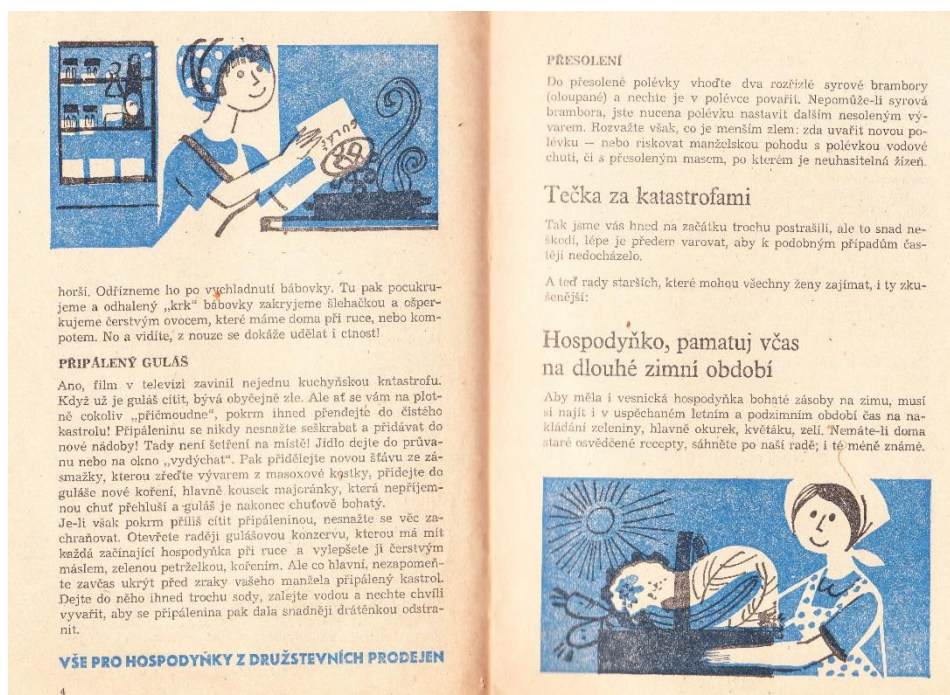 GULÁŠ
horší. Odřízneme ho po vychladnutí bábovky. Tu pak pocukru-
jeme a odhalený „krk“ bábovky zakryjeme šlehačkou a ošper-
kujeme čerstvým ovocem, které máme doma při ruce, nebo kom-
potem. No a vidíte, z nouze se dokáže udělat i ctnost!
PŘIPÁLENÝ GULÁŠ
Ano, film v televizi zavinil nejednu kuchyňskou katastrofu.
Když už je guláš cítit, bývá obyčejně zle. Ale ať se vám na plot-
ně cokoliv „přičmoudne“, pokrm ihned přendejte do čistého
kastrolu! Připáleninu se nikdy nesnažte seškrabat a přidávat do
nové nádoby! Tady není šetření na místě! Jídlo dejte do průva-
nu nebo na okno „vydýchat“. Pak přidělejte novou šťávu ze zá-
smažky, kterou zřeďte vývarem z masoxové kostky, přidejte do
guláše nové koření, hlavně kousek majoránky, která nepříjem-
nou chuť přehluší a guláš je nakonec chuťově bohatý.
Je-li však pokrm příliš cítit připáleninou, nesnažte se věc za-
chraňovat. Otevřete raději gulášovou konzervu, kterou má mít
každá začínající hospodyňka při ruce a vylepšete ji čerstvým
máslem, zelenou petrželkou, kořením. Ale co hlavní, nezapomeň-
te zavčas ukrýt před zraky vašeho manžela připálený kastrol.
Dejte do něho ihned trochu sody, zalejte vodou a nechte chvíli
vyvařit, aby se připálenina pak dala snadněji drátěnkou odstra-
nit.
VŠE PRO HOSPODYŇKY Z DRUŽSTEVNÍCH PRODEJEN
4
PŘESOLENÍ
Do přesolené polévky vhoďte dva rozřízlé syrové brambory
(oloupané) a nechte je v polévce povařit. Nepomůže-li syrová
brambora, jste nucena polévku nastavit dalším nesoleným vý-
varem. Rozvažte však, co je menším zlem: zda uvařit novou po-
lévku — nebo riskovat manželskou pohodu s polévkou vodové
chuti, či s přesoleným masem, po kterém je neuhasitelná žízeň.
Tečka za katastrofami
Tak jsme vás hned na začátku trochu postrašili, ale to snad ne-
škodí, lépe je předem varovat, aby k podobným případům čas-
těji nedocházelo.
A teď rady starších, které mohou všechny ženy zajímat, i ty zku-
šenější:
Hospodyňko, pamatuj včas
na dlouhé zimní období
Aby měla i vesnická hospodyňka bohaté zásoby na zimu, musí
si najít i v uspěchaném letním a podzimním období čas na na-
kládání zeleniny, hlavně okurek, květáku, zelí. Nemáte-li doma
staré osvědčené recepty, sáhněte po naší radě; i té méně známé.